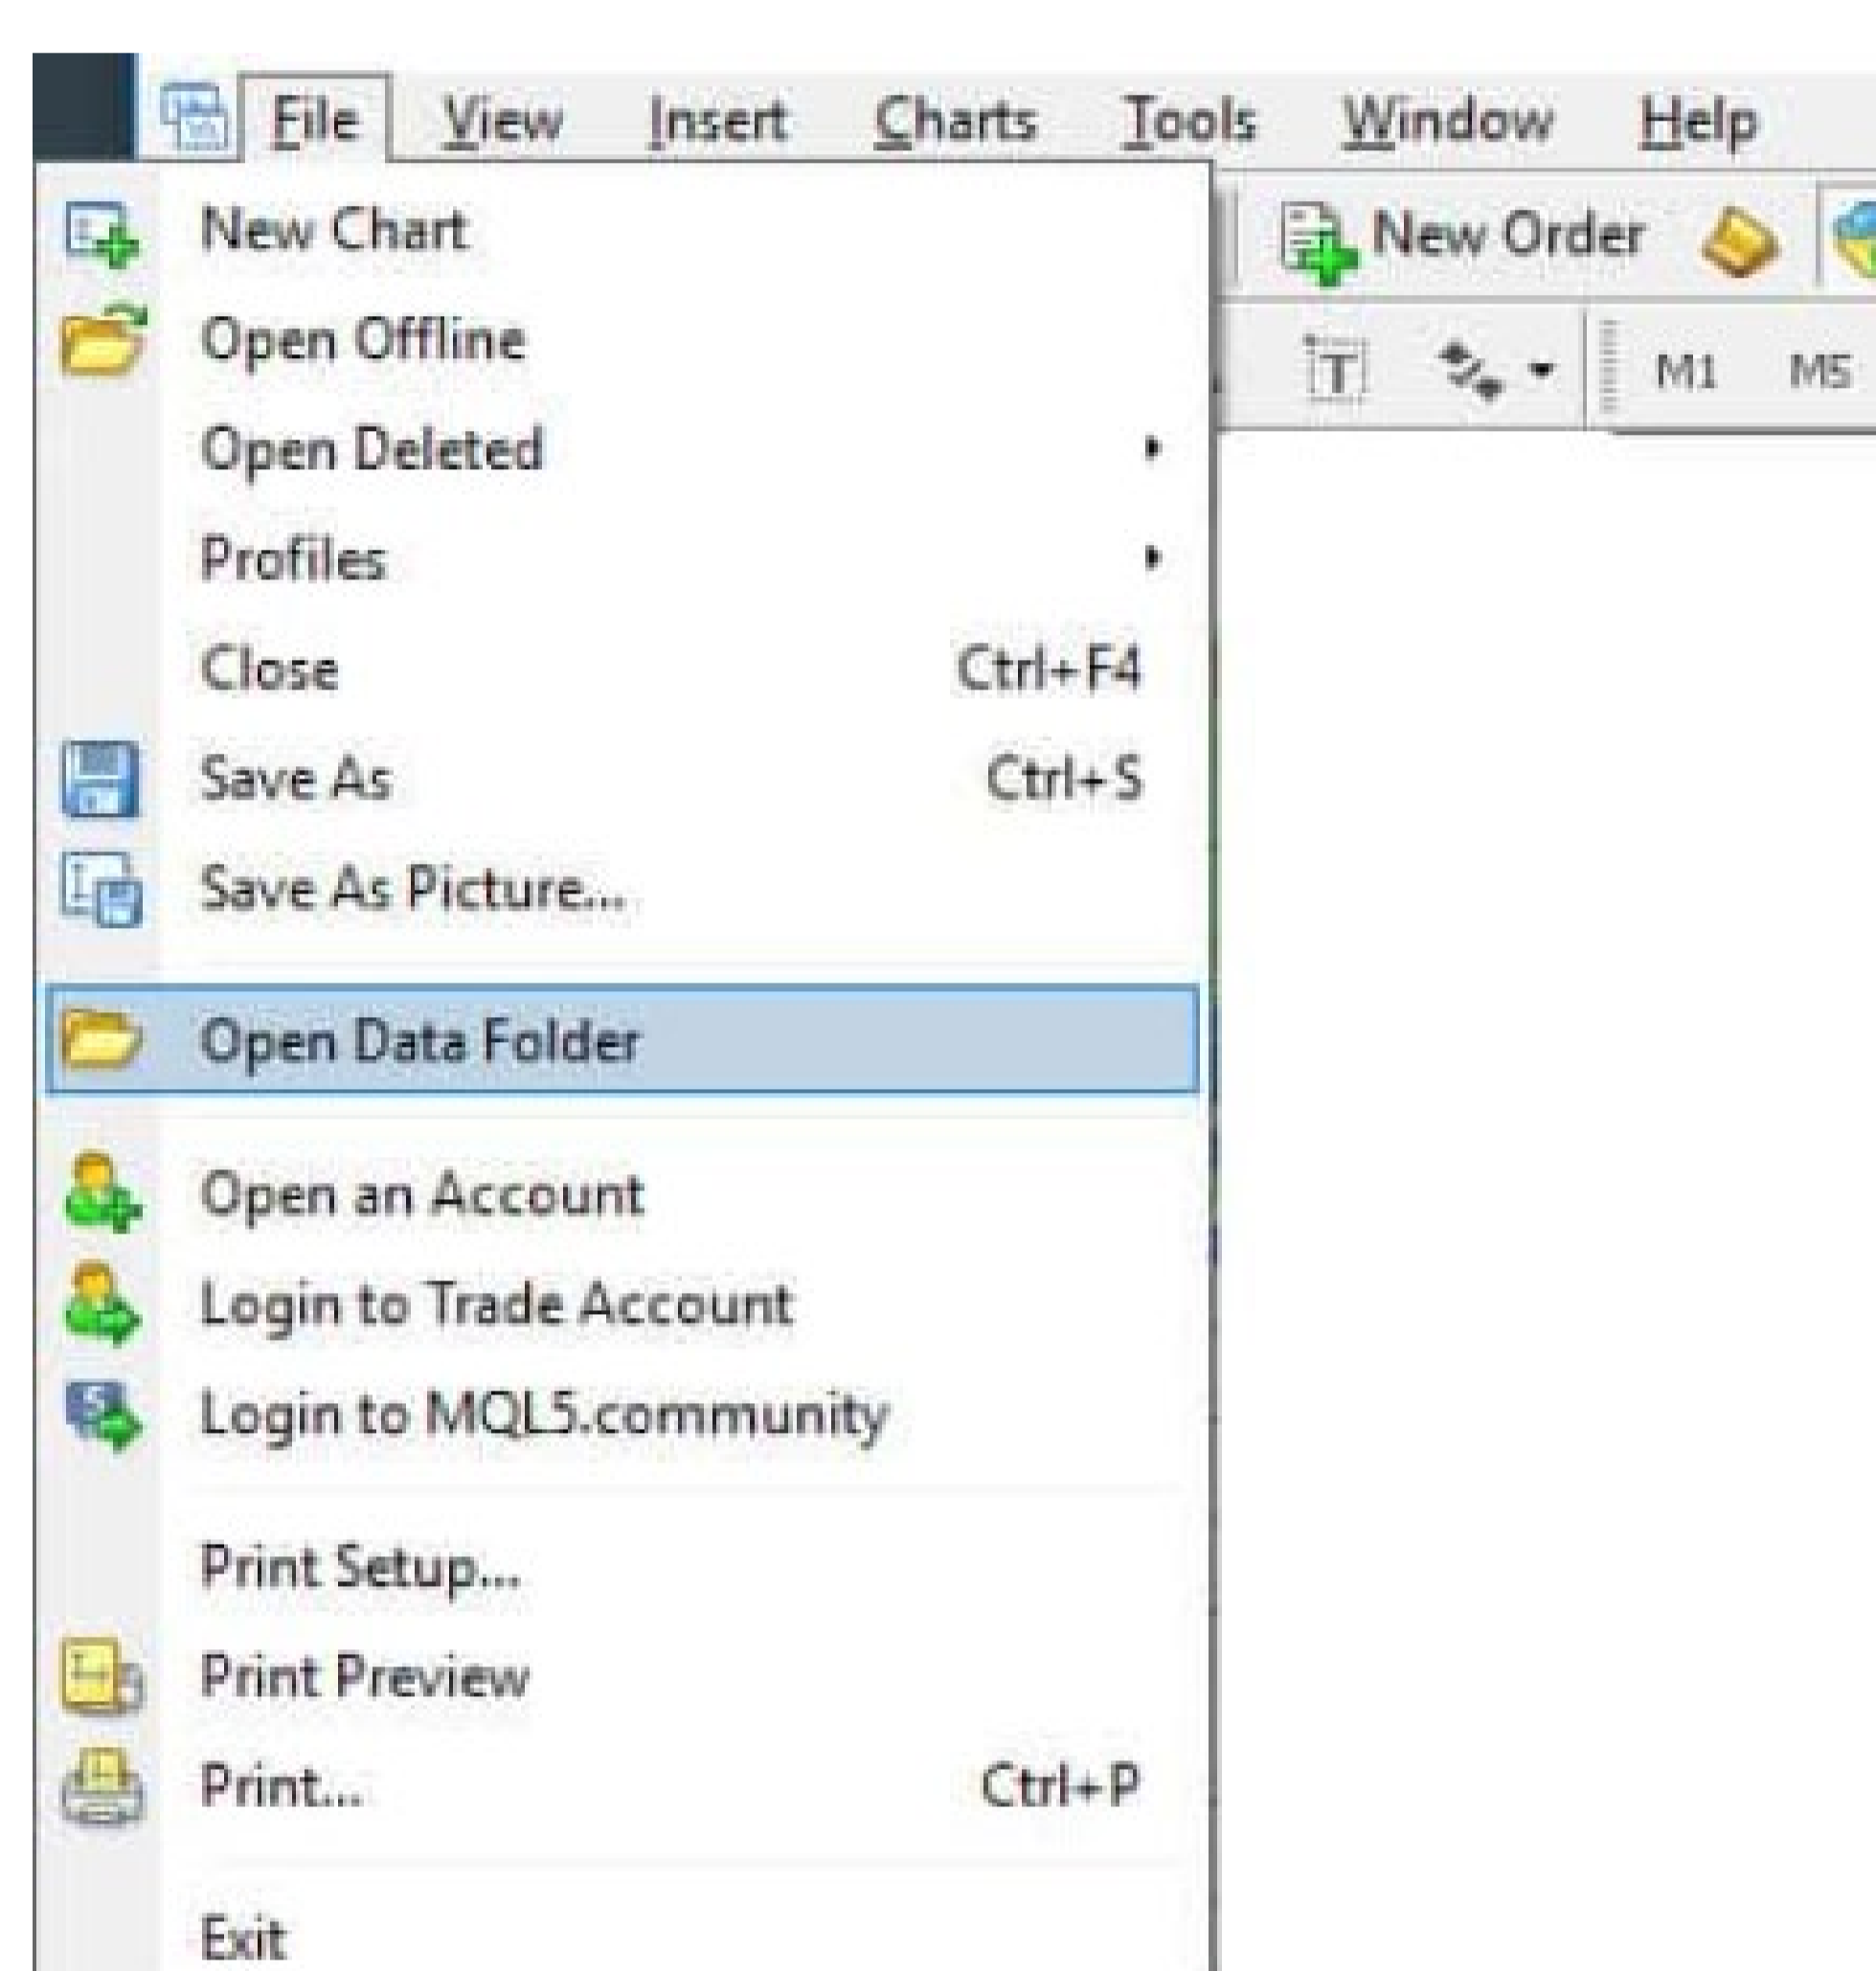 File View Insert Charts Tools Window Help
New Chart
New Order
Open Offline
T M1 M5
Open Deleted
Profiles
Close Ctrl+F4
Save As Ctrl+S
Save As Picture...
Open Data Folder
Open an Account
Login to Trade Account
Login to MQL5.community
Print Setup...
Print Preview
Print... Ctrl+P
Exit